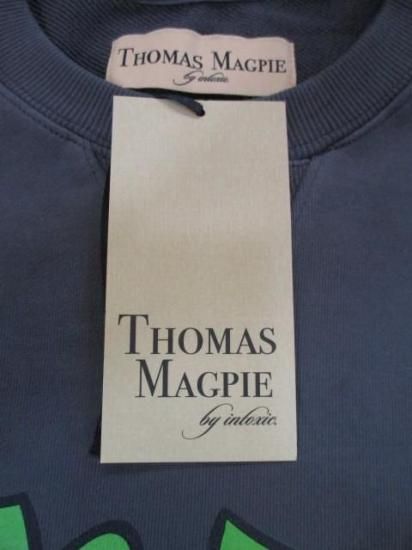 THOMAS MAGPIE
by intoxic.
THOMAS
MAGPIE
by intoxic.